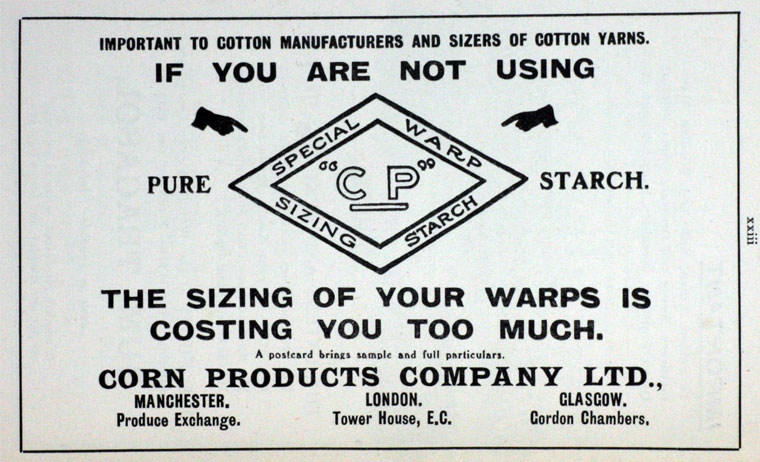 IMPORTANT TO COTTON MANUFACTURERS AND SIZERS OF COTTON YARNS.
IF YOU ARE NOT USING
SPECIAL WARP
PURE "CP" STARCH.
SIZING STARCH
THE SIZING OF YOUR WARPS IS
COSTING YOU TOO MUCH.
A postcard brings sample and full particulars.
CORN PRODUCTS COMPANY LTD.,
MANCHESTER. LONDON. GLASGOW.
Produce Exchange. Tower House, E.C. Gordon Chambers.
xxiii